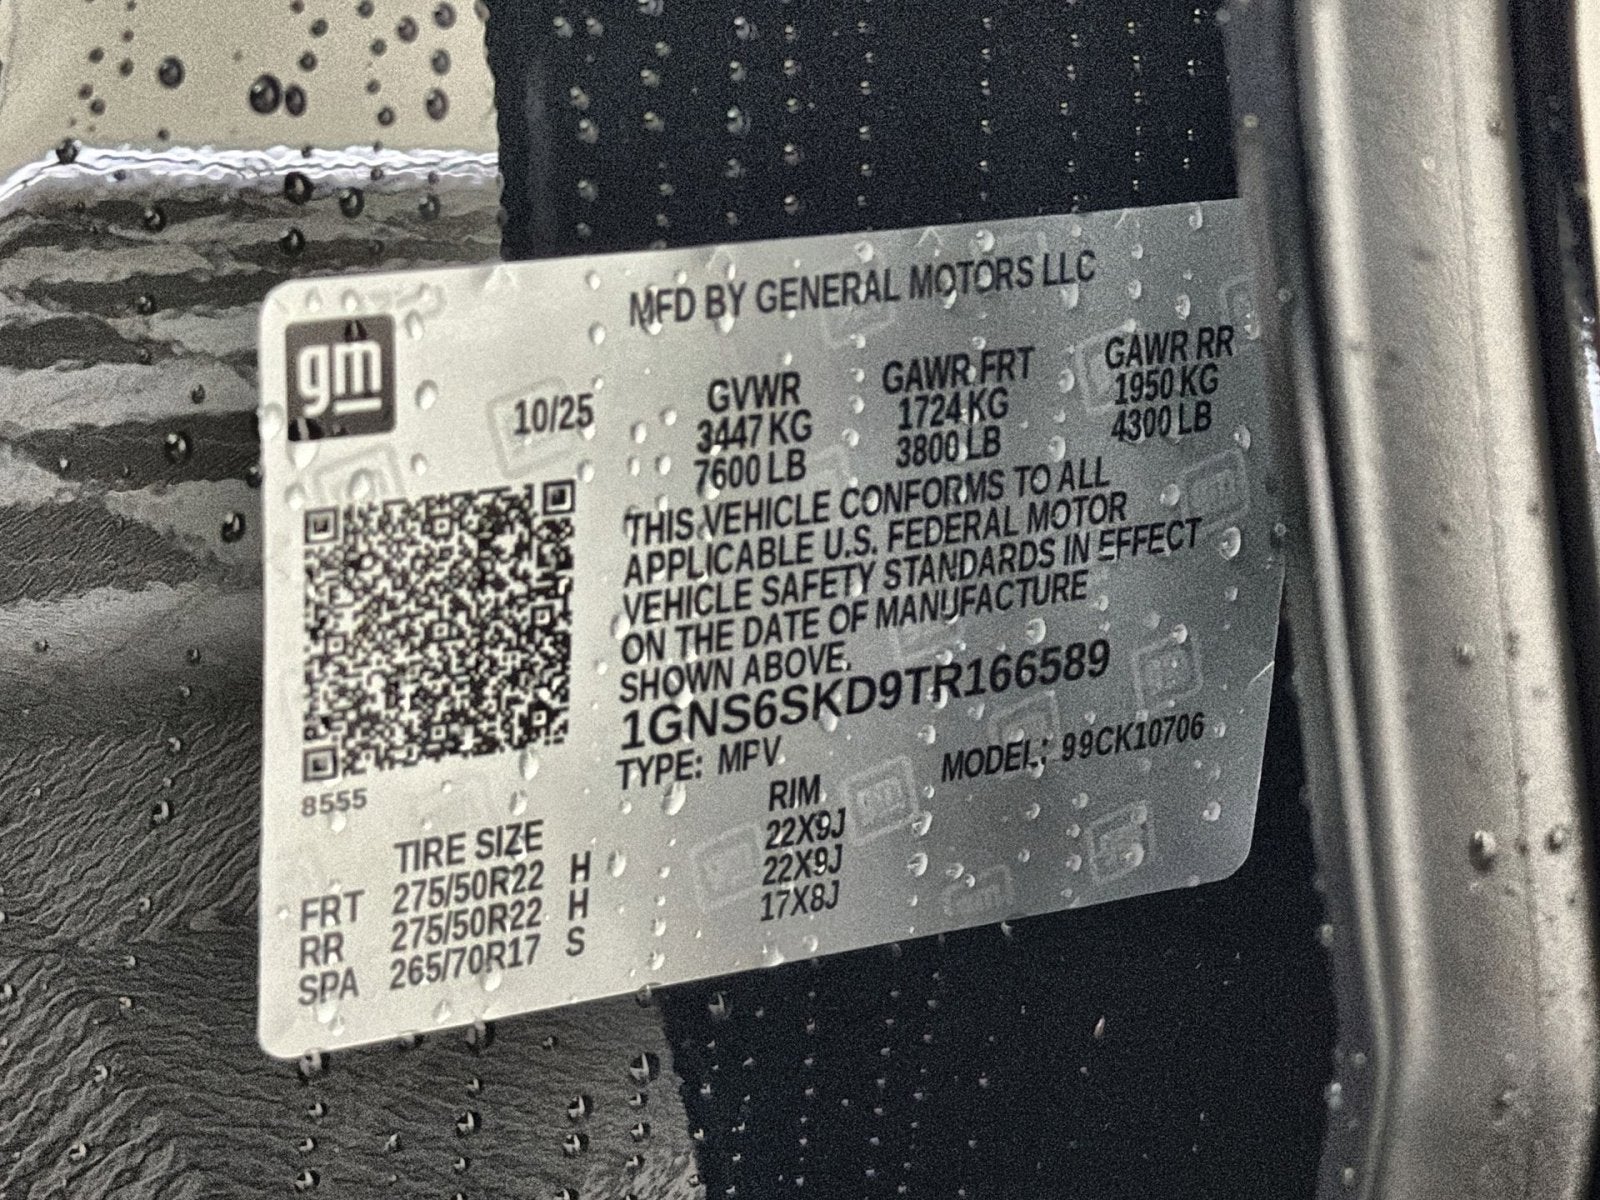 gm
MFD BY GENERAL MOTORS LLC
10/25
GVWR GAWR FRT GAWR RR
3447 KG 1724 KG 1950 KG
7600 LB 3800 LB 4300 LB
THIS VEHICLE CONFORMS TO ALL
APPLICABLE U.S. FEDERAL MOTOR
VEHICLE SAFETY STANDARDS IN EFFECT
ON THE DATE OF MANUFACTURE
SHOWN ABOVE.
1GNS6SKD9TR166589
TYPE: MPV MODEL: 99CK10706
8555
TIRE SIZE RIM
FRT 275/50R22 H 22X9J
RR 275/50R22 H 22X9J
SPA 265/70R17 S 17X8J